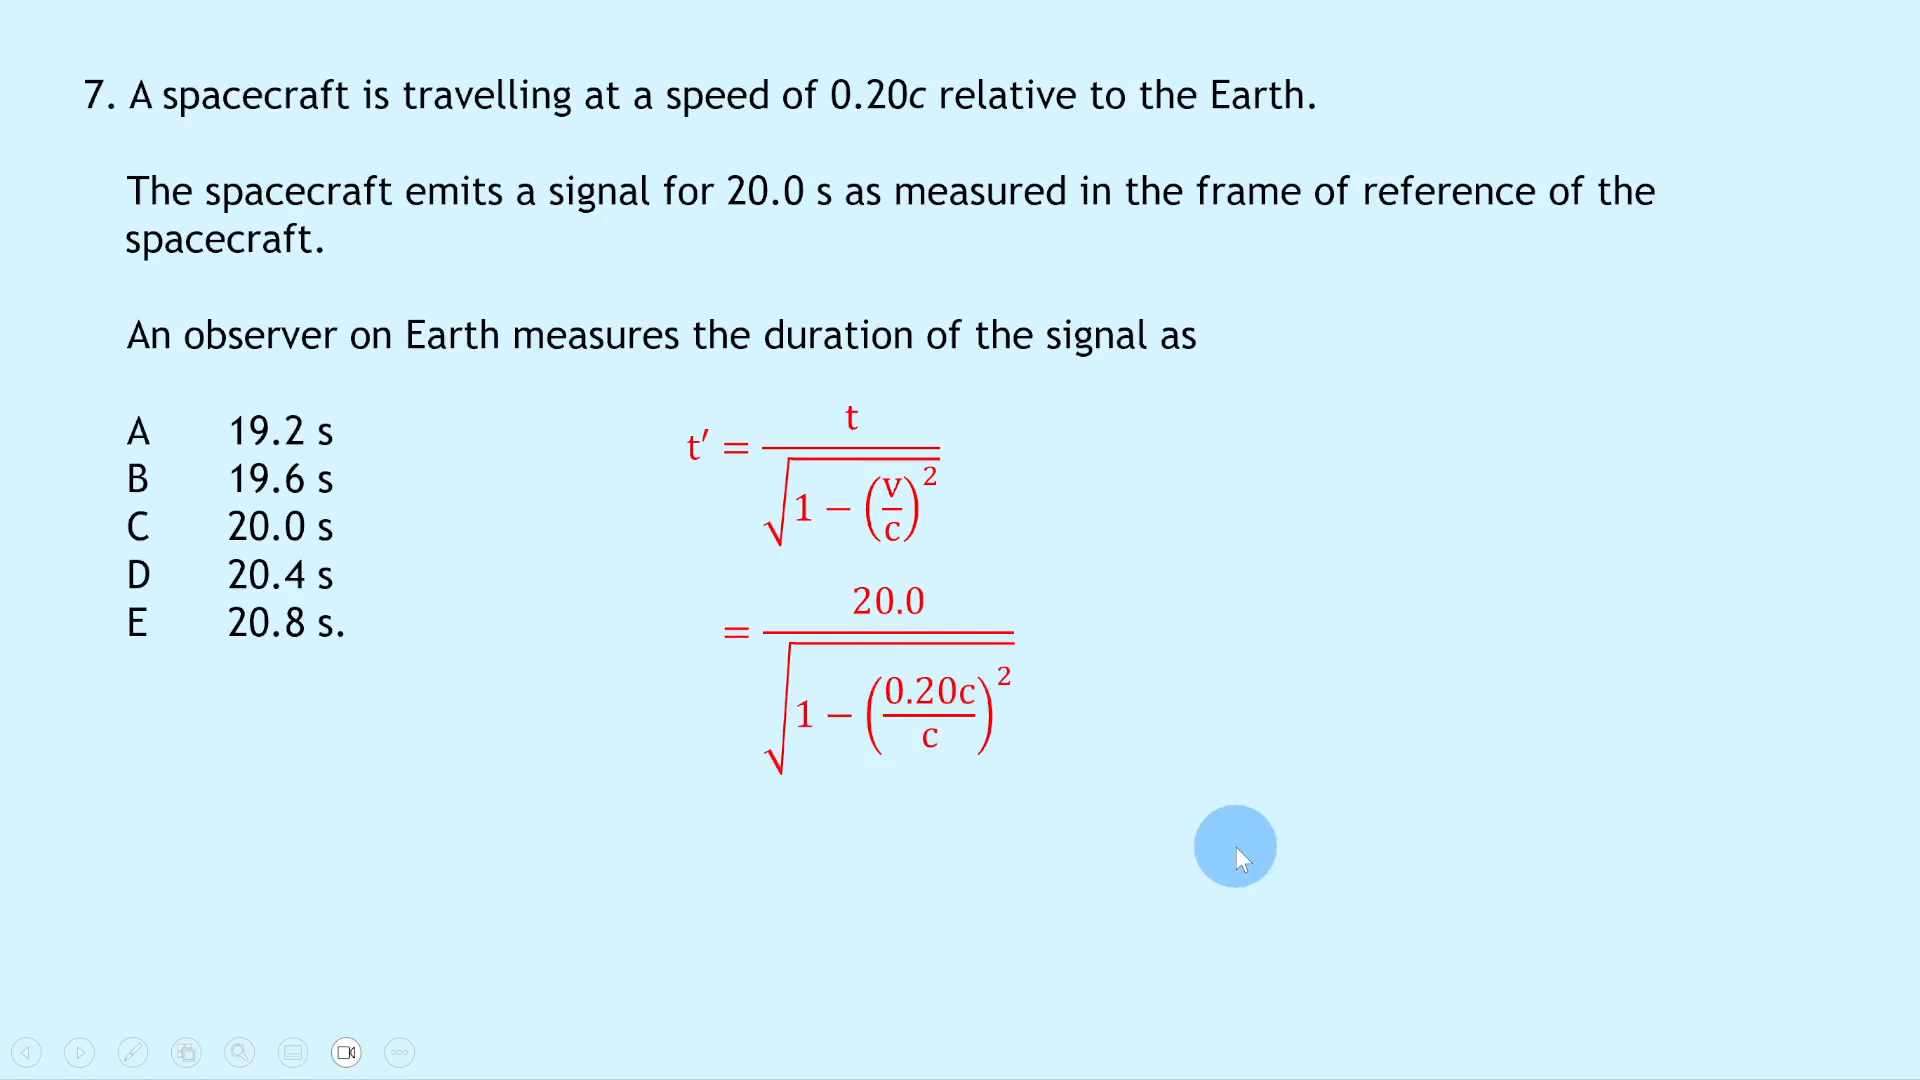 7. A spacecraft is travelling at a speed of 0.20c relative to the Earth.
The spacecraft emits a signal for 20.0 s as measured in the frame of reference of the
spacecraft.
An observer on Earth measures the duration of the signal as
A 19.2 s
B 19.6 s
C 20.0 s
D 20.4 s
E 20.8 s.
t′ = t / √(1 − (v/c)²)
= 20.0 / √(1 − (0.20c/c)²)